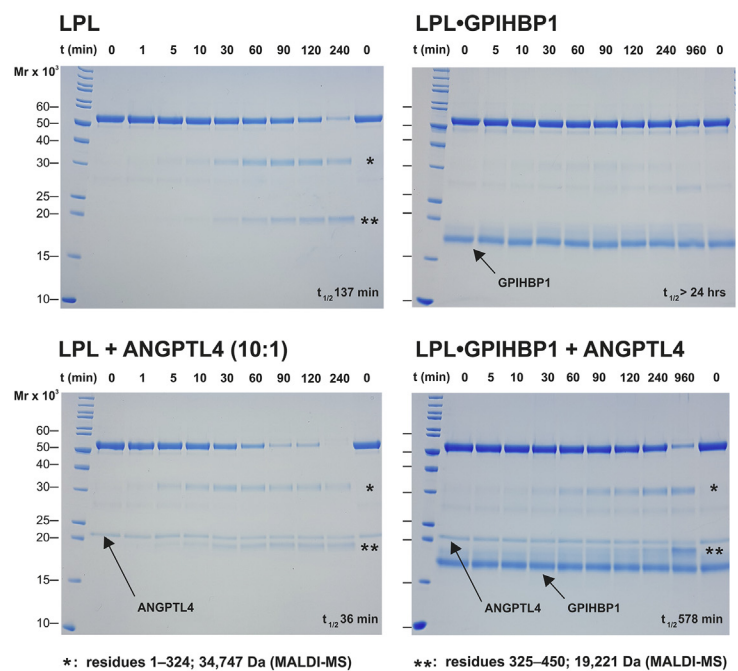 LPL
t (min) 0 1 5 10 30 60 90 120 240 0
Mr x 10³
60
50
40
30
*
25
20
**
15
10
t1/2 137 min
LPL•GPIHBP1
t (min) 0 5 10 30 60 90 120 240 960 0
GPIHBP1
t1/2 > 24 hrs
LPL + ANGPTL4 (10:1)
t (min) 0 1 5 10 30 60 90 120 240 0
Mr x 10³
60
50
40
30
*
25
20
**
15
ANGPTL4
10
t1/2 36 min
LPL•GPIHBP1 + ANGPTL4
t (min) 0 5 10 30 60 90 120 240 960 0
*
**
ANGPTL4 GPIHBP1
t1/2 578 min
*: residues 1–324; 34,747 Da (MALDI-MS)
**: residues 325–450; 19,221 Da (MALDI-MS)